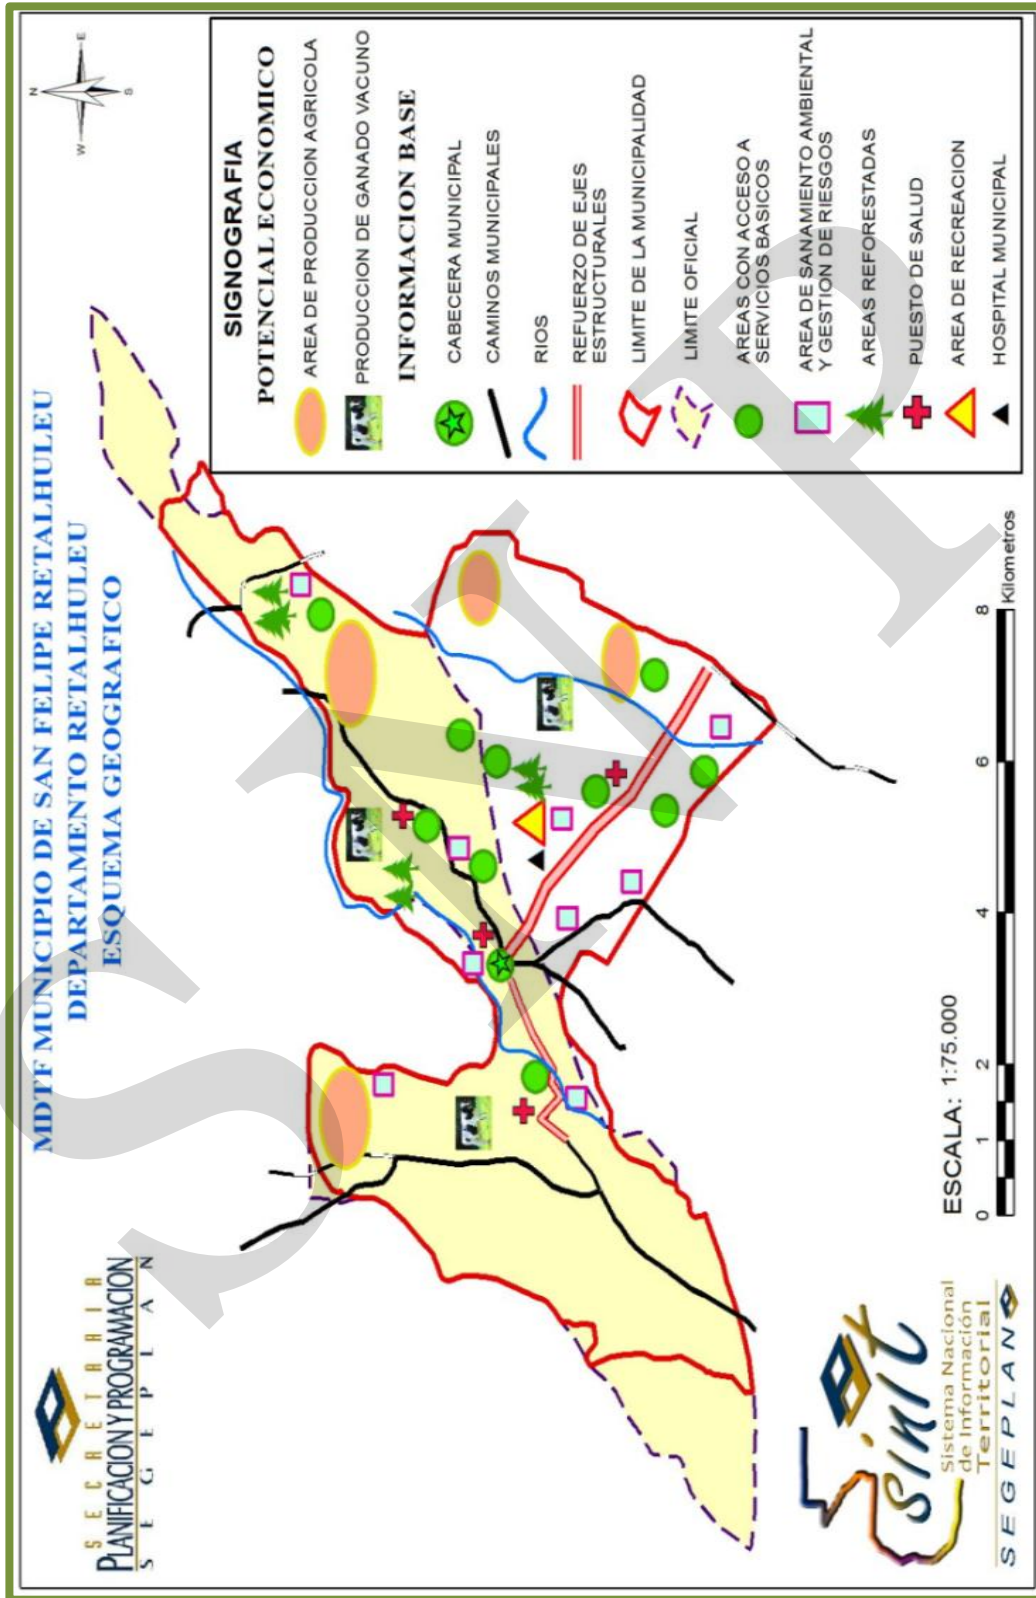 MDTF MUNICIPIO DE SAN FELIPE RETALHULEU
DEPARTAMENTO RETALHULEU
ESQUEMA GEOGRAFICO
SECRETARIA
PLANIFICACION Y PROGRAMACION
SEGEPLAN
N
W
E
S
SIGNOGRAFIA
POTENCIAL ECONOMICO
AREA DE PRODUCCION AGRICOLA
PRODUCCION DE GANADO VACUNO
INFORMACION BASE
CABECERA MUNICIPAL
CAMINOS MUNICIPALES
RIOS
REFUERZO DE EJES
ESTRUCTURALES
LIMITE DE LA MUNICIPALIDAD
LIMITE OFICIAL
AREAS CON ACCESO A
SERVICIOS BASICOS
AREA DE SANAMIENTO AMBIENTAL
Y GESTION DE RIESGOS
AREAS REFORESTADAS
PUESTO DE SALUD
AREA DE RECREACION
HOSPITAL MUNICIPAL
ESCALA: 1:75.000
0 1 2 4 6 8
Kilometros
sinit
Sistema Nacional
de Información
Territorial
SEGEPLAN
SNP